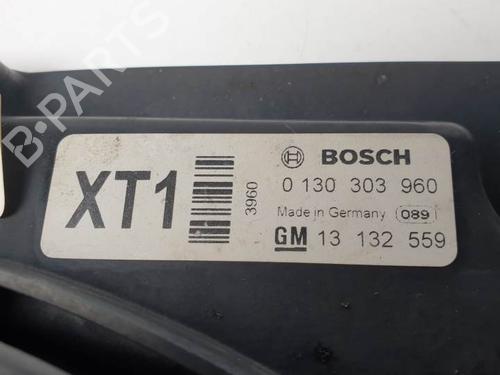 B-PARTS
XT1
3960
BOSCH
0 130 303 960
Made in Germany 089
GM 13 132 559